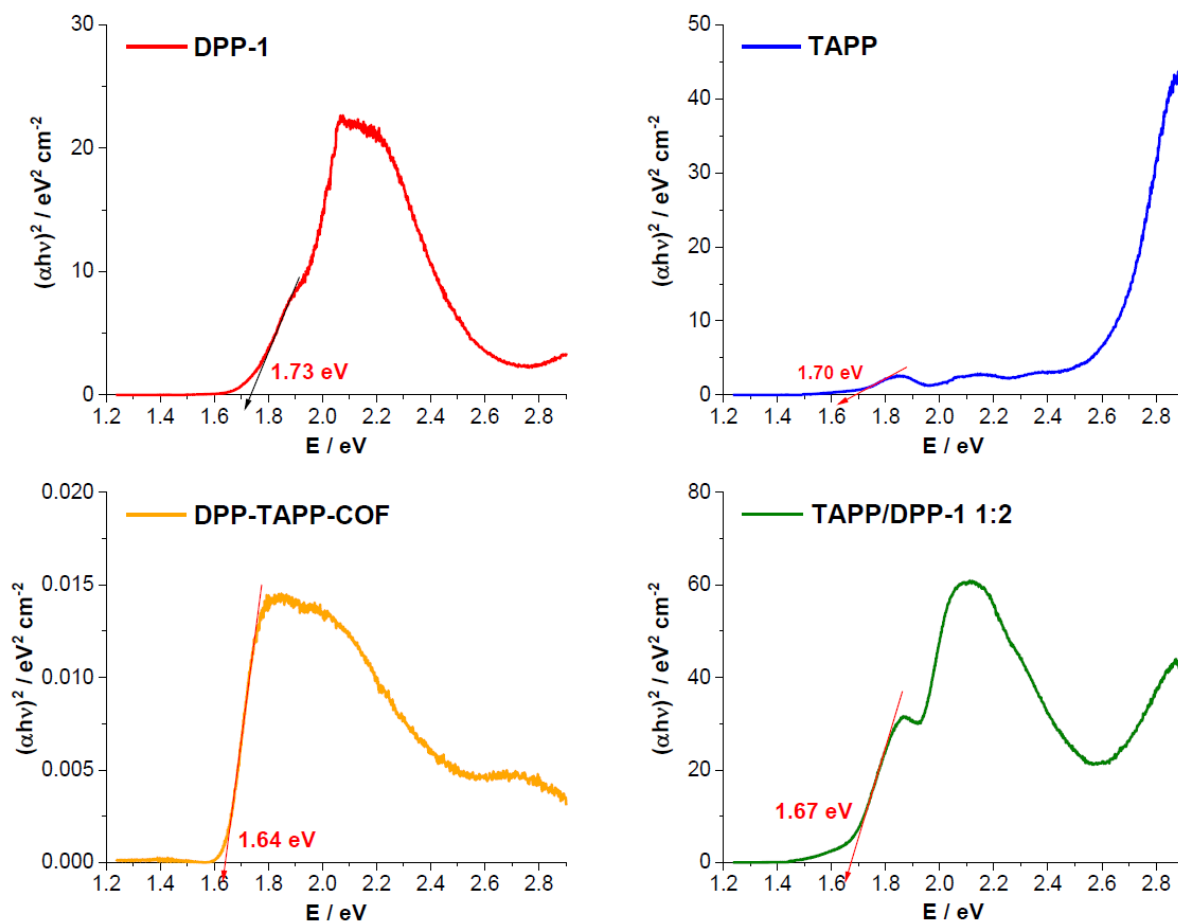 DPP-1
30
20
10
0
(αhν)² / eV² cm⁻²
1.73 eV
1.2 1.4 1.6 1.8 2.0 2.2 2.4 2.6 2.8
E / eV
TAPP
50
40
30
20
10
0
(αhν)² / eV² cm⁻²
1.70 eV
1.2 1.4 1.6 1.8 2.0 2.2 2.4 2.6 2.8
E / eV
DPP-TAPP-COF
0.020
0.015
0.010
0.005
0.000
(αhν)² / eV² cm⁻²
1.64 eV
1.2 1.4 1.6 1.8 2.0 2.2 2.4 2.6 2.8
E / eV
TAPP/DPP-1 1:2
80
60
40
20
0
(αhν)² / eV² cm⁻²
1.67 eV
1.2 1.4 1.6 1.8 2.0 2.2 2.4 2.6 2.8
E / eV